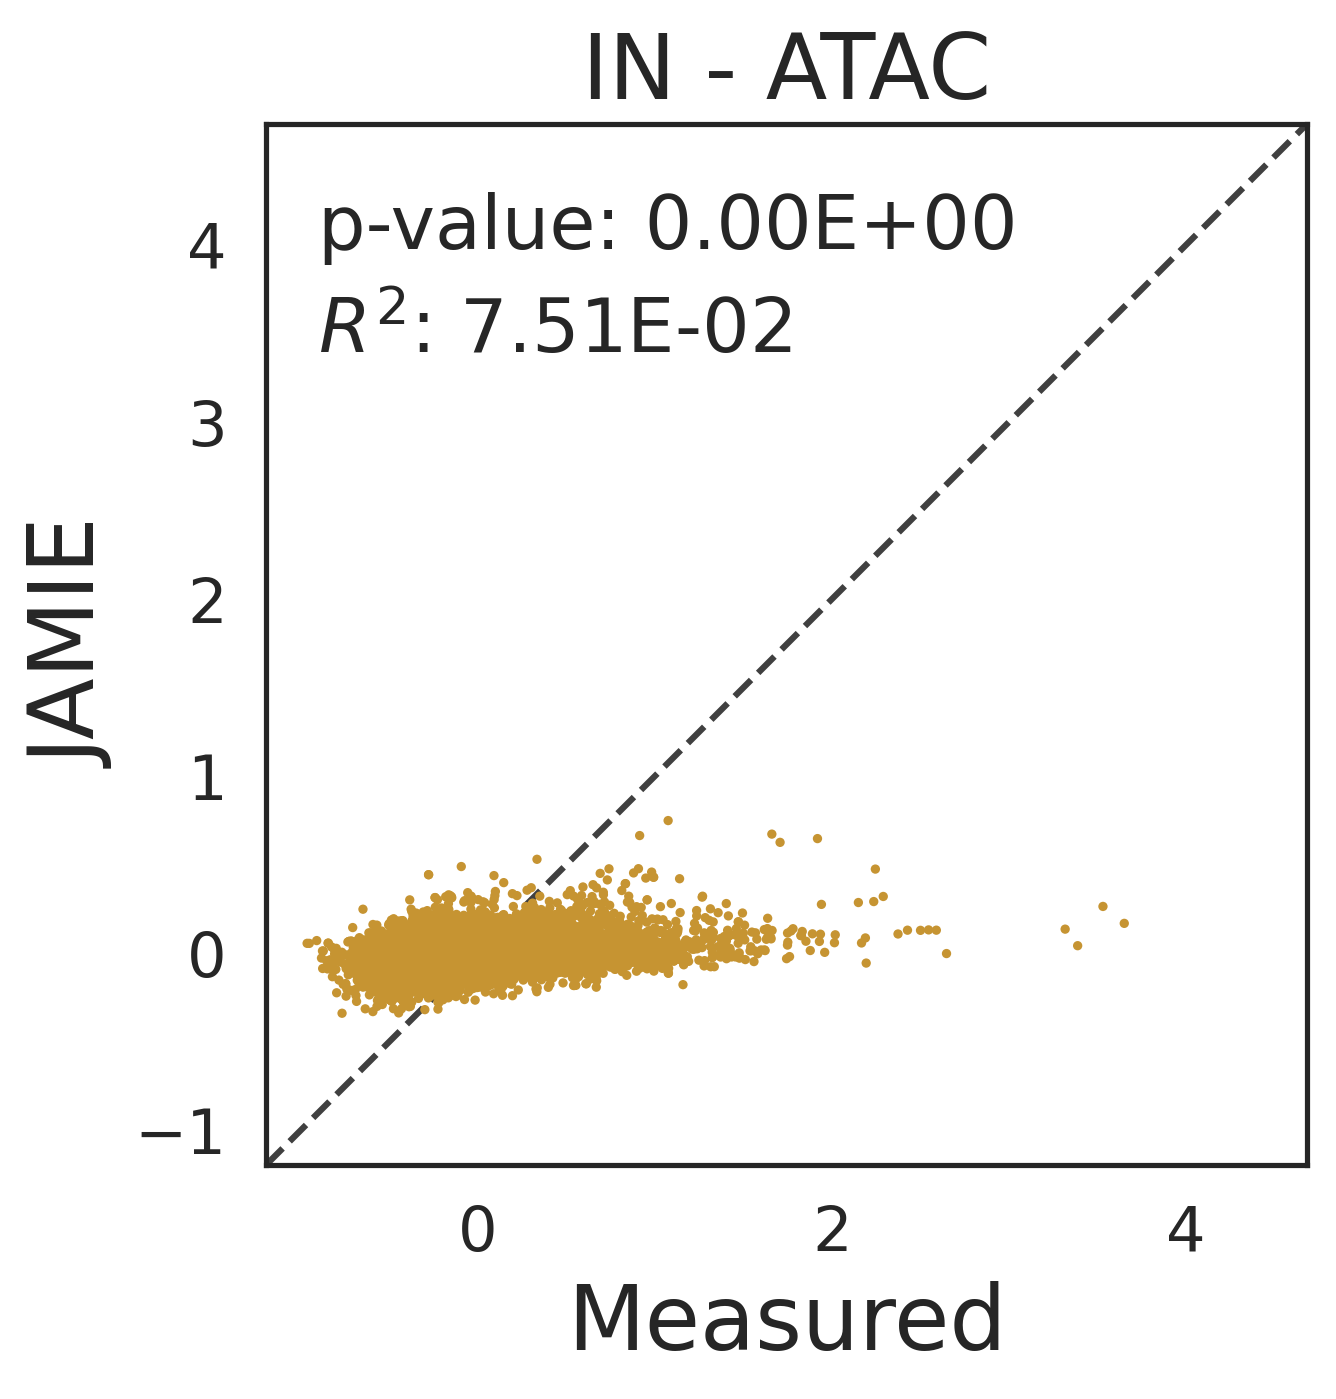 IN - ATAC
p-value: 0.00E+00
R²: 7.51E-02
4
3
2
1
0
−1
JAMIE
0 2 4
Measured